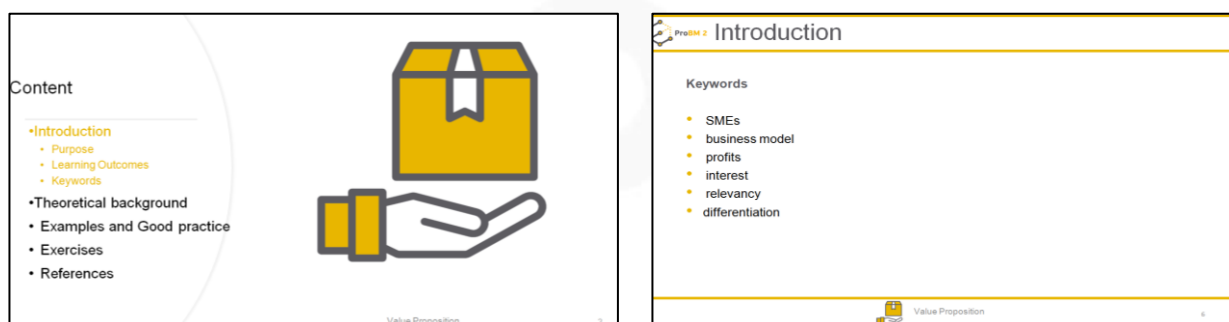 Content
•Introduction
• Purpose
• Learning Outcomes
• Keywords
•Theoretical background
• Examples and Good practice
• Exercises
• References
Value Proposition
ProBM 2 Introduction
Keywords
• SMEs
• business model
• profits
• interest
• relevancy
• differentiation
Value Proposition
6